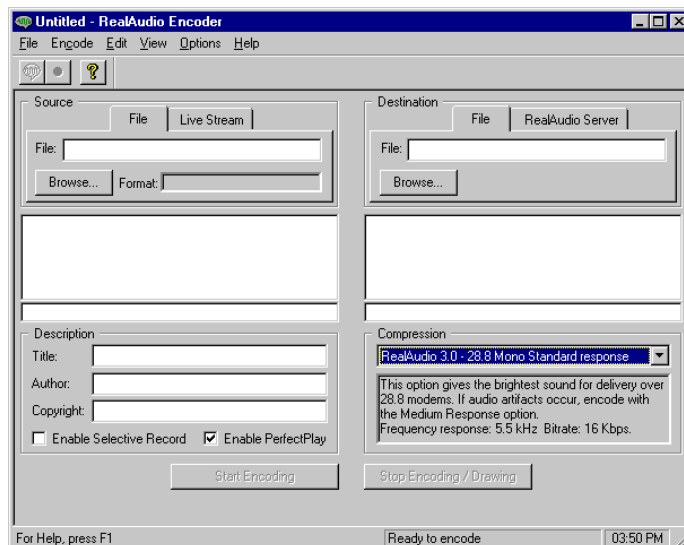 Untitled - RealAudio Encoder
File Encode Edit View Options Help
Source
File Live Stream
File:
Browse... Format:
Destination
File RealAudio Server
File:
Browse...
Description
Title:
Author:
Copyright:
Enable Selective Record Enable PerfectPlay
Compression
RealAudio 3.0 - 28.8 Mono Standard response
This option gives the brightest sound for delivery over
28.8 modems. If audio artifacts occur, encode with
the Medium Response option.
Frequency response: 5.5 kHz Bitrate: 16 Kbps.
Start Encoding Stop Encoding / Drawing
For Help, press F1 Ready to encode 03:50 PM